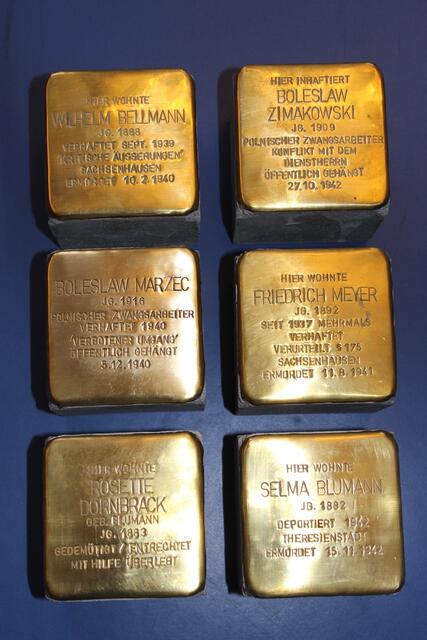 HIER WOHNTE
WILHELM BELLMANN
JG. 1888
VERHAFTET SEPT. 1939
'KRITISCHE ÄUSSERUNGEN'
SACHSENHAUSEN
ERMORDET 10.2.1940
HIER INHAFTIERT
BOLESLAW
ZIMAKOWSKI
JG. 1909
POLNISCHER ZWANGSARBEITER
KONFLIKT MIT DEM
DIENSTHERRN
ÖFFENTLICH GEHÄNGT
27.10.1942
BOLESLAW MARZEC
JG. 1916
POLNISCHER ZWANGSARBEITER
VERHAFTET 1940
'VERBOTENER UMGANG'
ÖFFENTLICH GEHÄNGT
5.12.1940
HIER WOHNTE
FRIEDRICH MEYER
JG. 1892
SEIT 1937 MEHRMALS
VERHAFTET
VERURTEILT § 175
SACHSENHAUSEN
ERMORDET 11.8.1941
HIER WOHNTE
ROSETTE
DORNBRACK
GEB. BLUMANN
JG. 1883
GEDEMÜTIGT / ENTRECHTET
MIT HILFE ÜBERLEBT
HIER WOHNTE
SELMA BLUMANN
JG. 1882
DEPORTIERT 1942
THERESIENSTADT
ERMORDET 15.11.1942